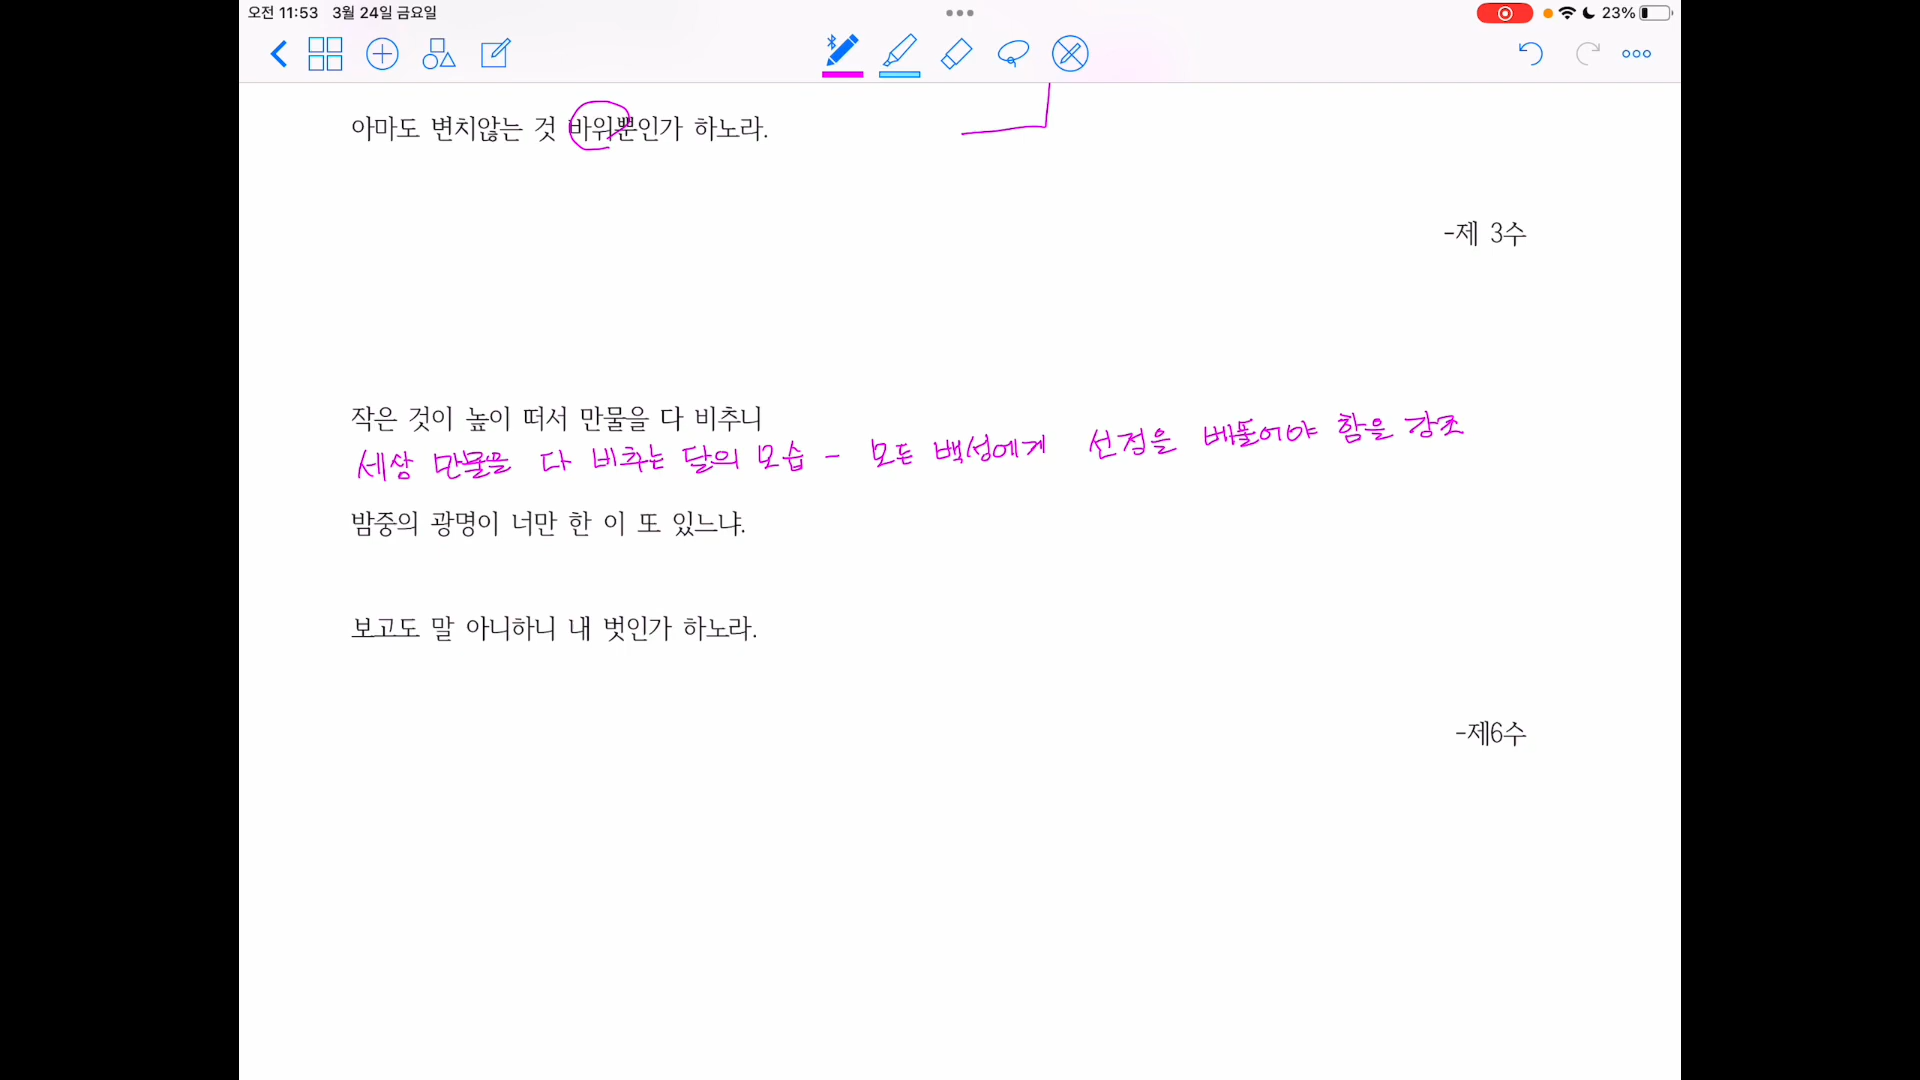 오전 11:53 3월 24일 금요일
23%
아마도 변치않는 것 바위뿐인가 하노라.
-제 3수
작은 것이 높이 떠서 만물을 다 비추니
세상 만물을 다 비추는 달의 모습 - 모든 백성에게 선정을 베풀어야 함을 강조
밤중의 광명이 너만 한 이 또 있느냐.
보고도 말 아니하니 내 벗인가 하노라.
-제6수